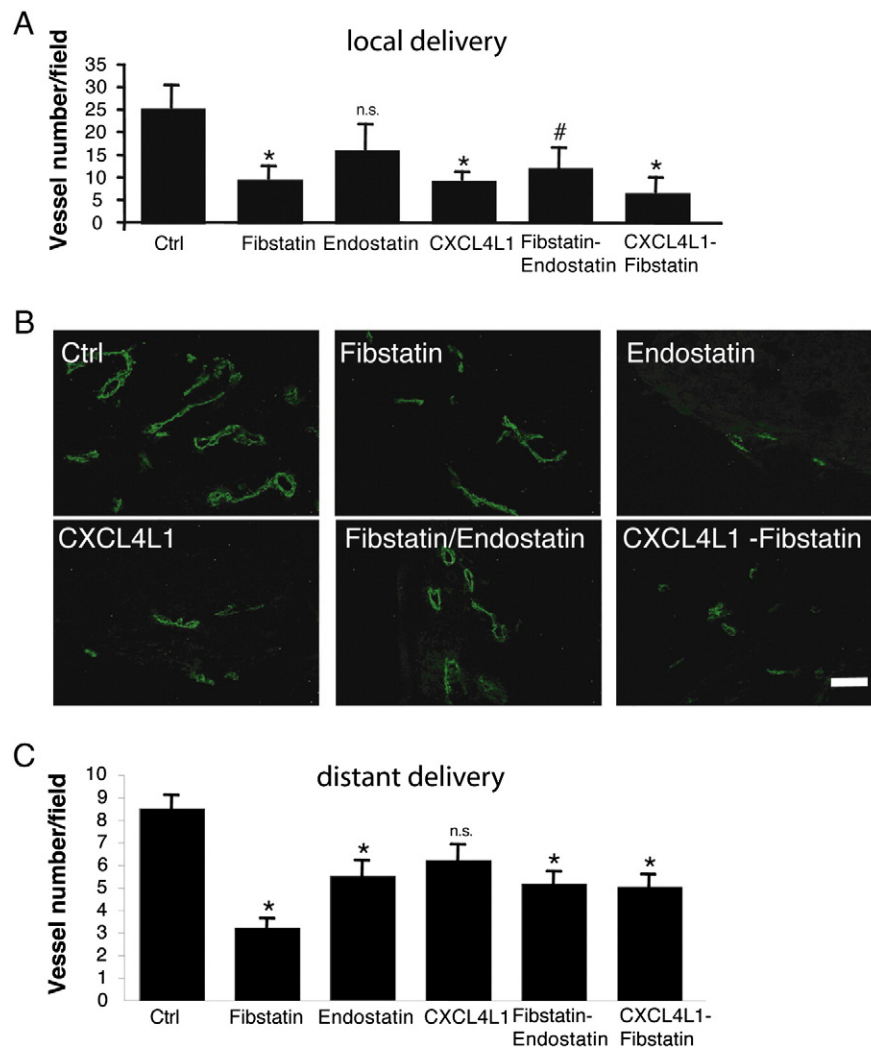 A
local delivery
Vessel number/field
35
30
25
20
15
10
5
0
n.s.
*
*
#
*
Ctrl
Fibstatin
Endostatin
CXCL4L1
Fibstatin-
Endostatin
CXCL4L1-
Fibstatin
B
Ctrl
Fibstatin
Endostatin
CXCL4L1
Fibstatin/Endostatin
CXCL4L1 -Fibstatin
C
distant delivery
Vessel number/field
10
9
8
7
6
5
4
3
2
1
0
*
*
n.s.
*
*
Ctrl
Fibstatin
Endostatin
CXCL4L1
Fibstatin-
Endostatin
CXCL4L1-
Fibstatin